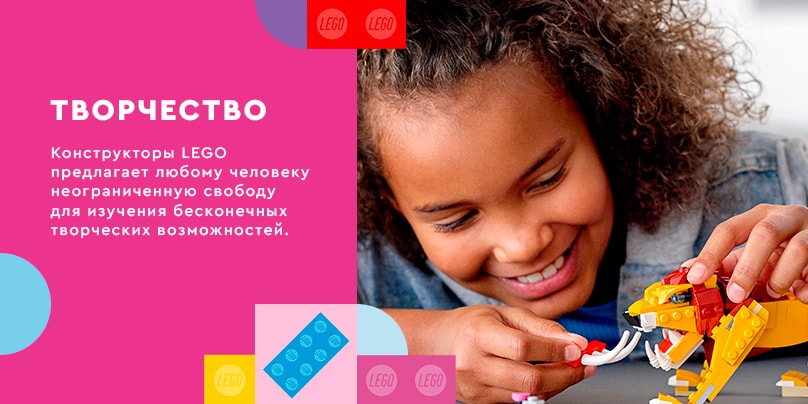 LEGO LEGO
ТВОРЧЕСТВО
Конструкторы LEGO
предлагает любому человеку
неограниченную свободу
для изучения бесконечных
творческих возможностей.
LEGO LEGO LEGO